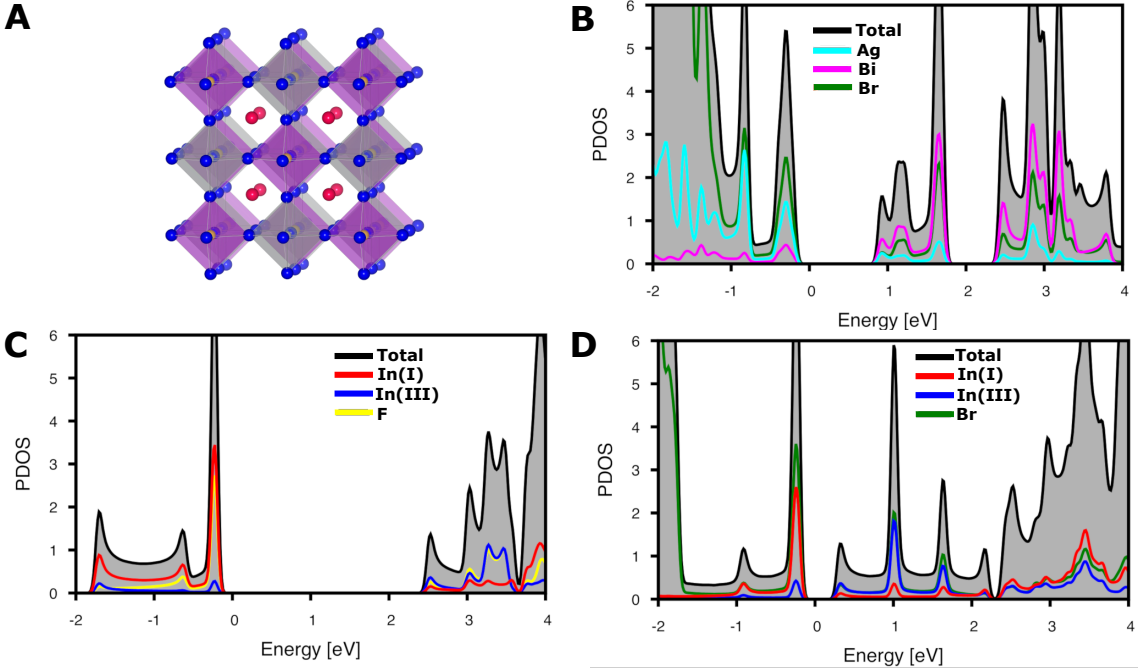 A
B
6
5
4
3
2
1
0
PDOS
Total
Ag
Bi
Br
-2
-1
0
1
2
3
4
Energy [eV]
C
6
5
4
3
2
1
0
PDOS
Total
In(I)
In(III)
F
-2
-1
0
1
2
3
4
Energy [eV]
D
6
5
4
3
2
1
0
PDOS
Total
In(I)
In(III)
Br
-2
-1
0
1
2
3
4
Energy [eV]